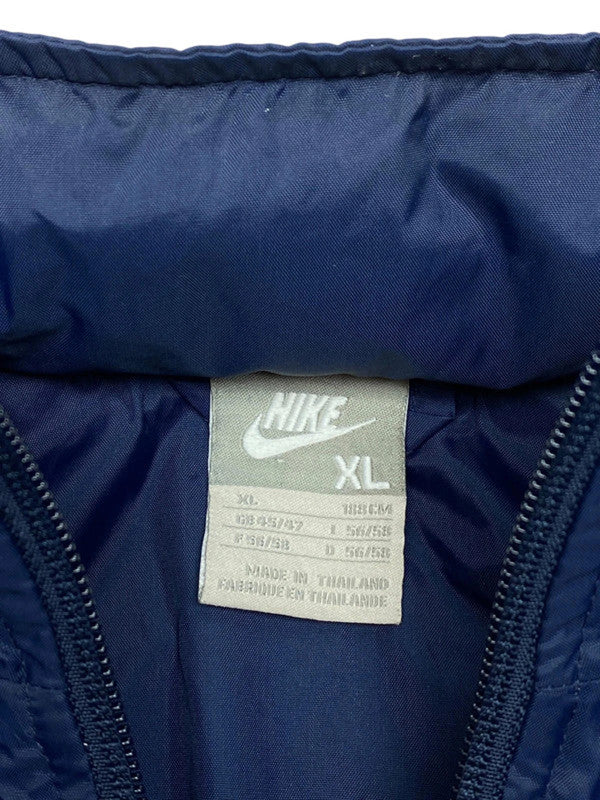 NIKE
XL
XL 188CM
GB 45/47 I 56/58
F 56/58 D 56/58
MADE IN THAILAND
FABRIQUE EN THAILANDE